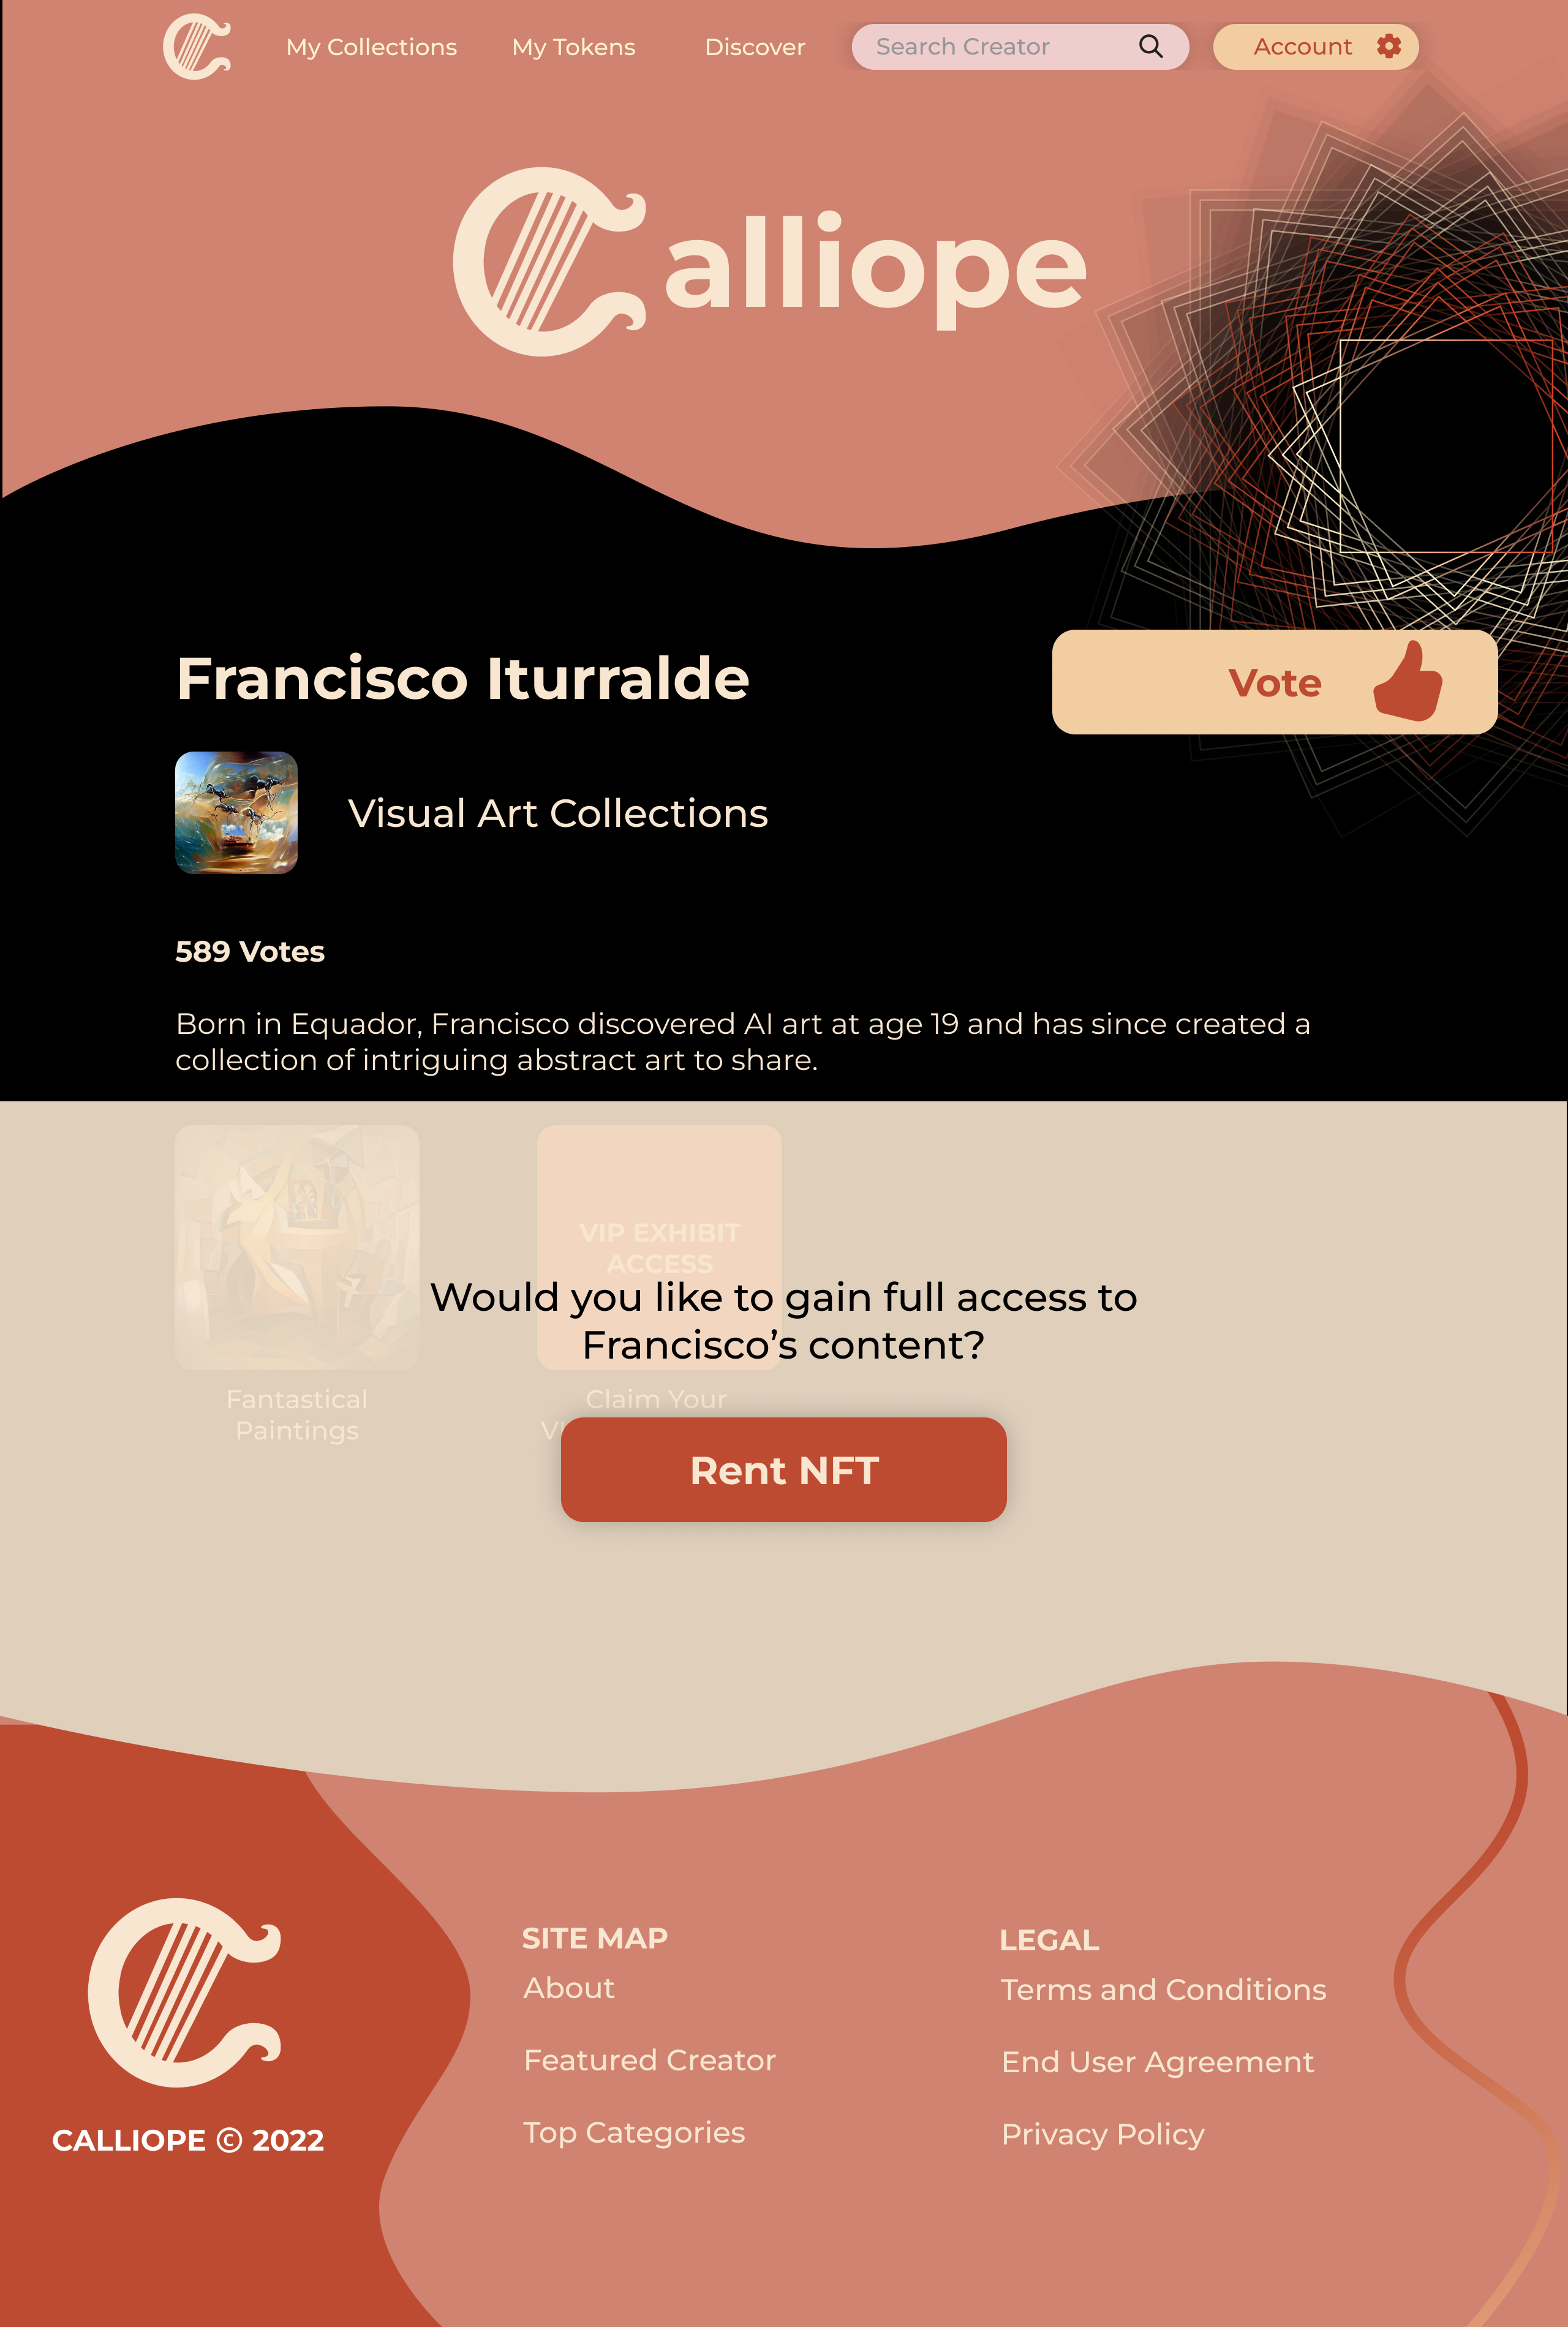 My Collections
My Tokens
Discover
Search Creator
Account
Calliope
Francisco Iturralde
Vote
Visual Art Collections
589 Votes
Born in Equador, Francisco discovered AI art at age 19 and has since created a
collection of intriguing abstract art to share.
VIP EXHIBIT
ACCESS
Would you like to gain full access to
Francisco’s content?
Fantastical
Paintings
Claim Your
Rent NFT
SITE MAP
About
Featured Creator
Top Categories
LEGAL
Terms and Conditions
End User Agreement
Privacy Policy
CALLIOPE © 2022